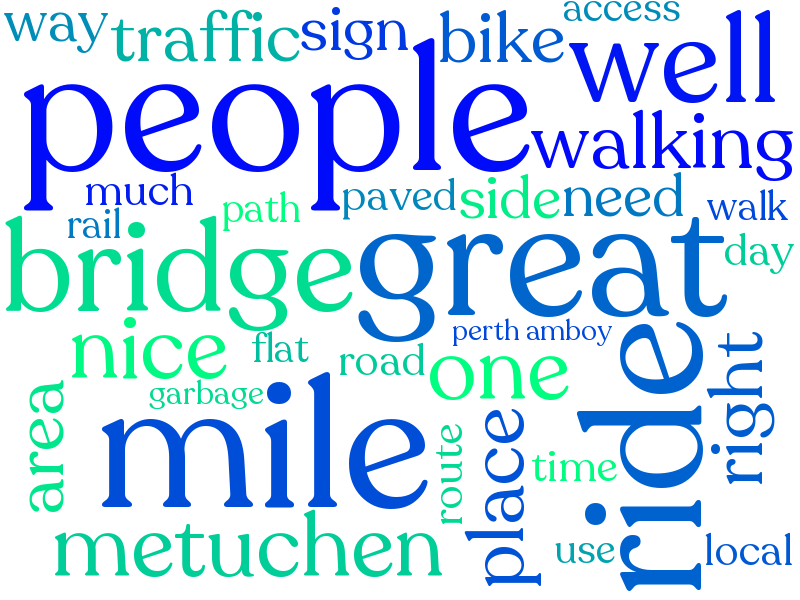 way traffic sign bike access
people well
walking
much rail path paved side need walk
bridge great day
nice flat road perth amboy
garbage one
area mile route place time ride right
metuchen use local